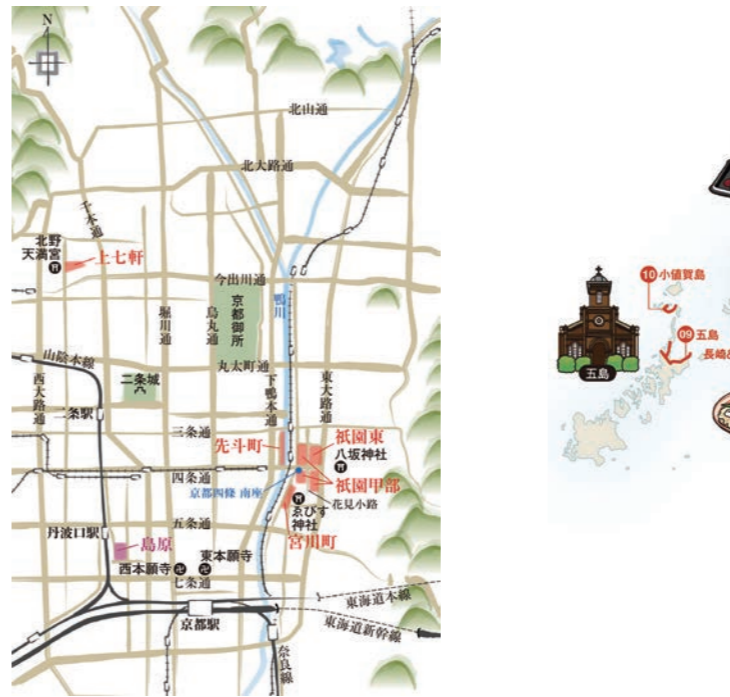 N
北山通
北大路通
千本通
北野
天満宮
上七軒
今出川通
京都御所
鴨川
堀川通
烏丸通
丸太町通
山陰本線
西大路通
二条城
下鴨本通
東大路通
二条駅
三条通
先斗町
祇園東
八坂神社
四条通
京都四條 南座
祇園甲部
花見小路
ゑびす
神社
五条通
宮川町
丹波口駅
島原
東本願寺
西本願寺
七条通
東海道本線
京都駅
東海道新幹線
奈良線
10 小値賀島
09 五島
長崎
五島